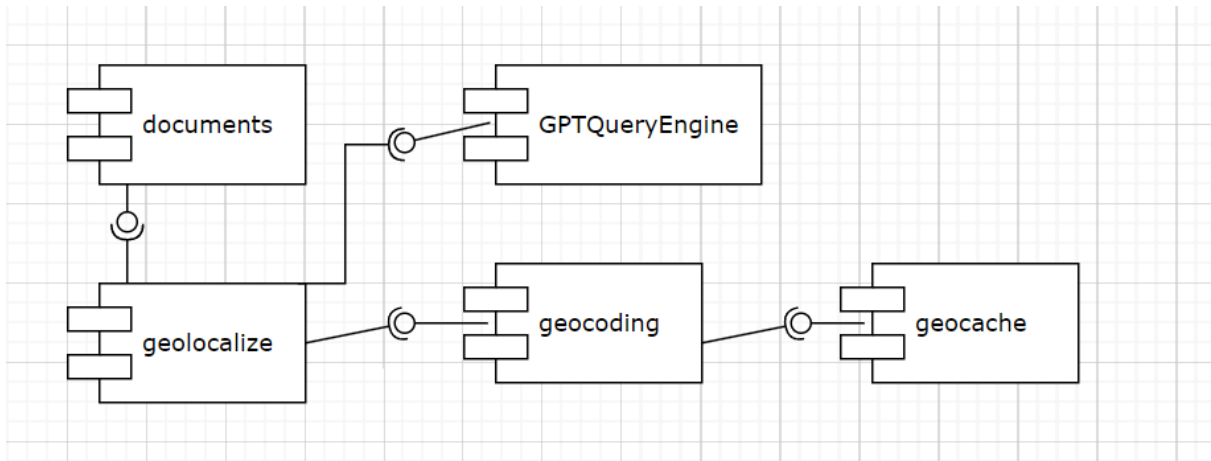 documents
GPTQueryEngine
geolocalize
geocoding
geocache